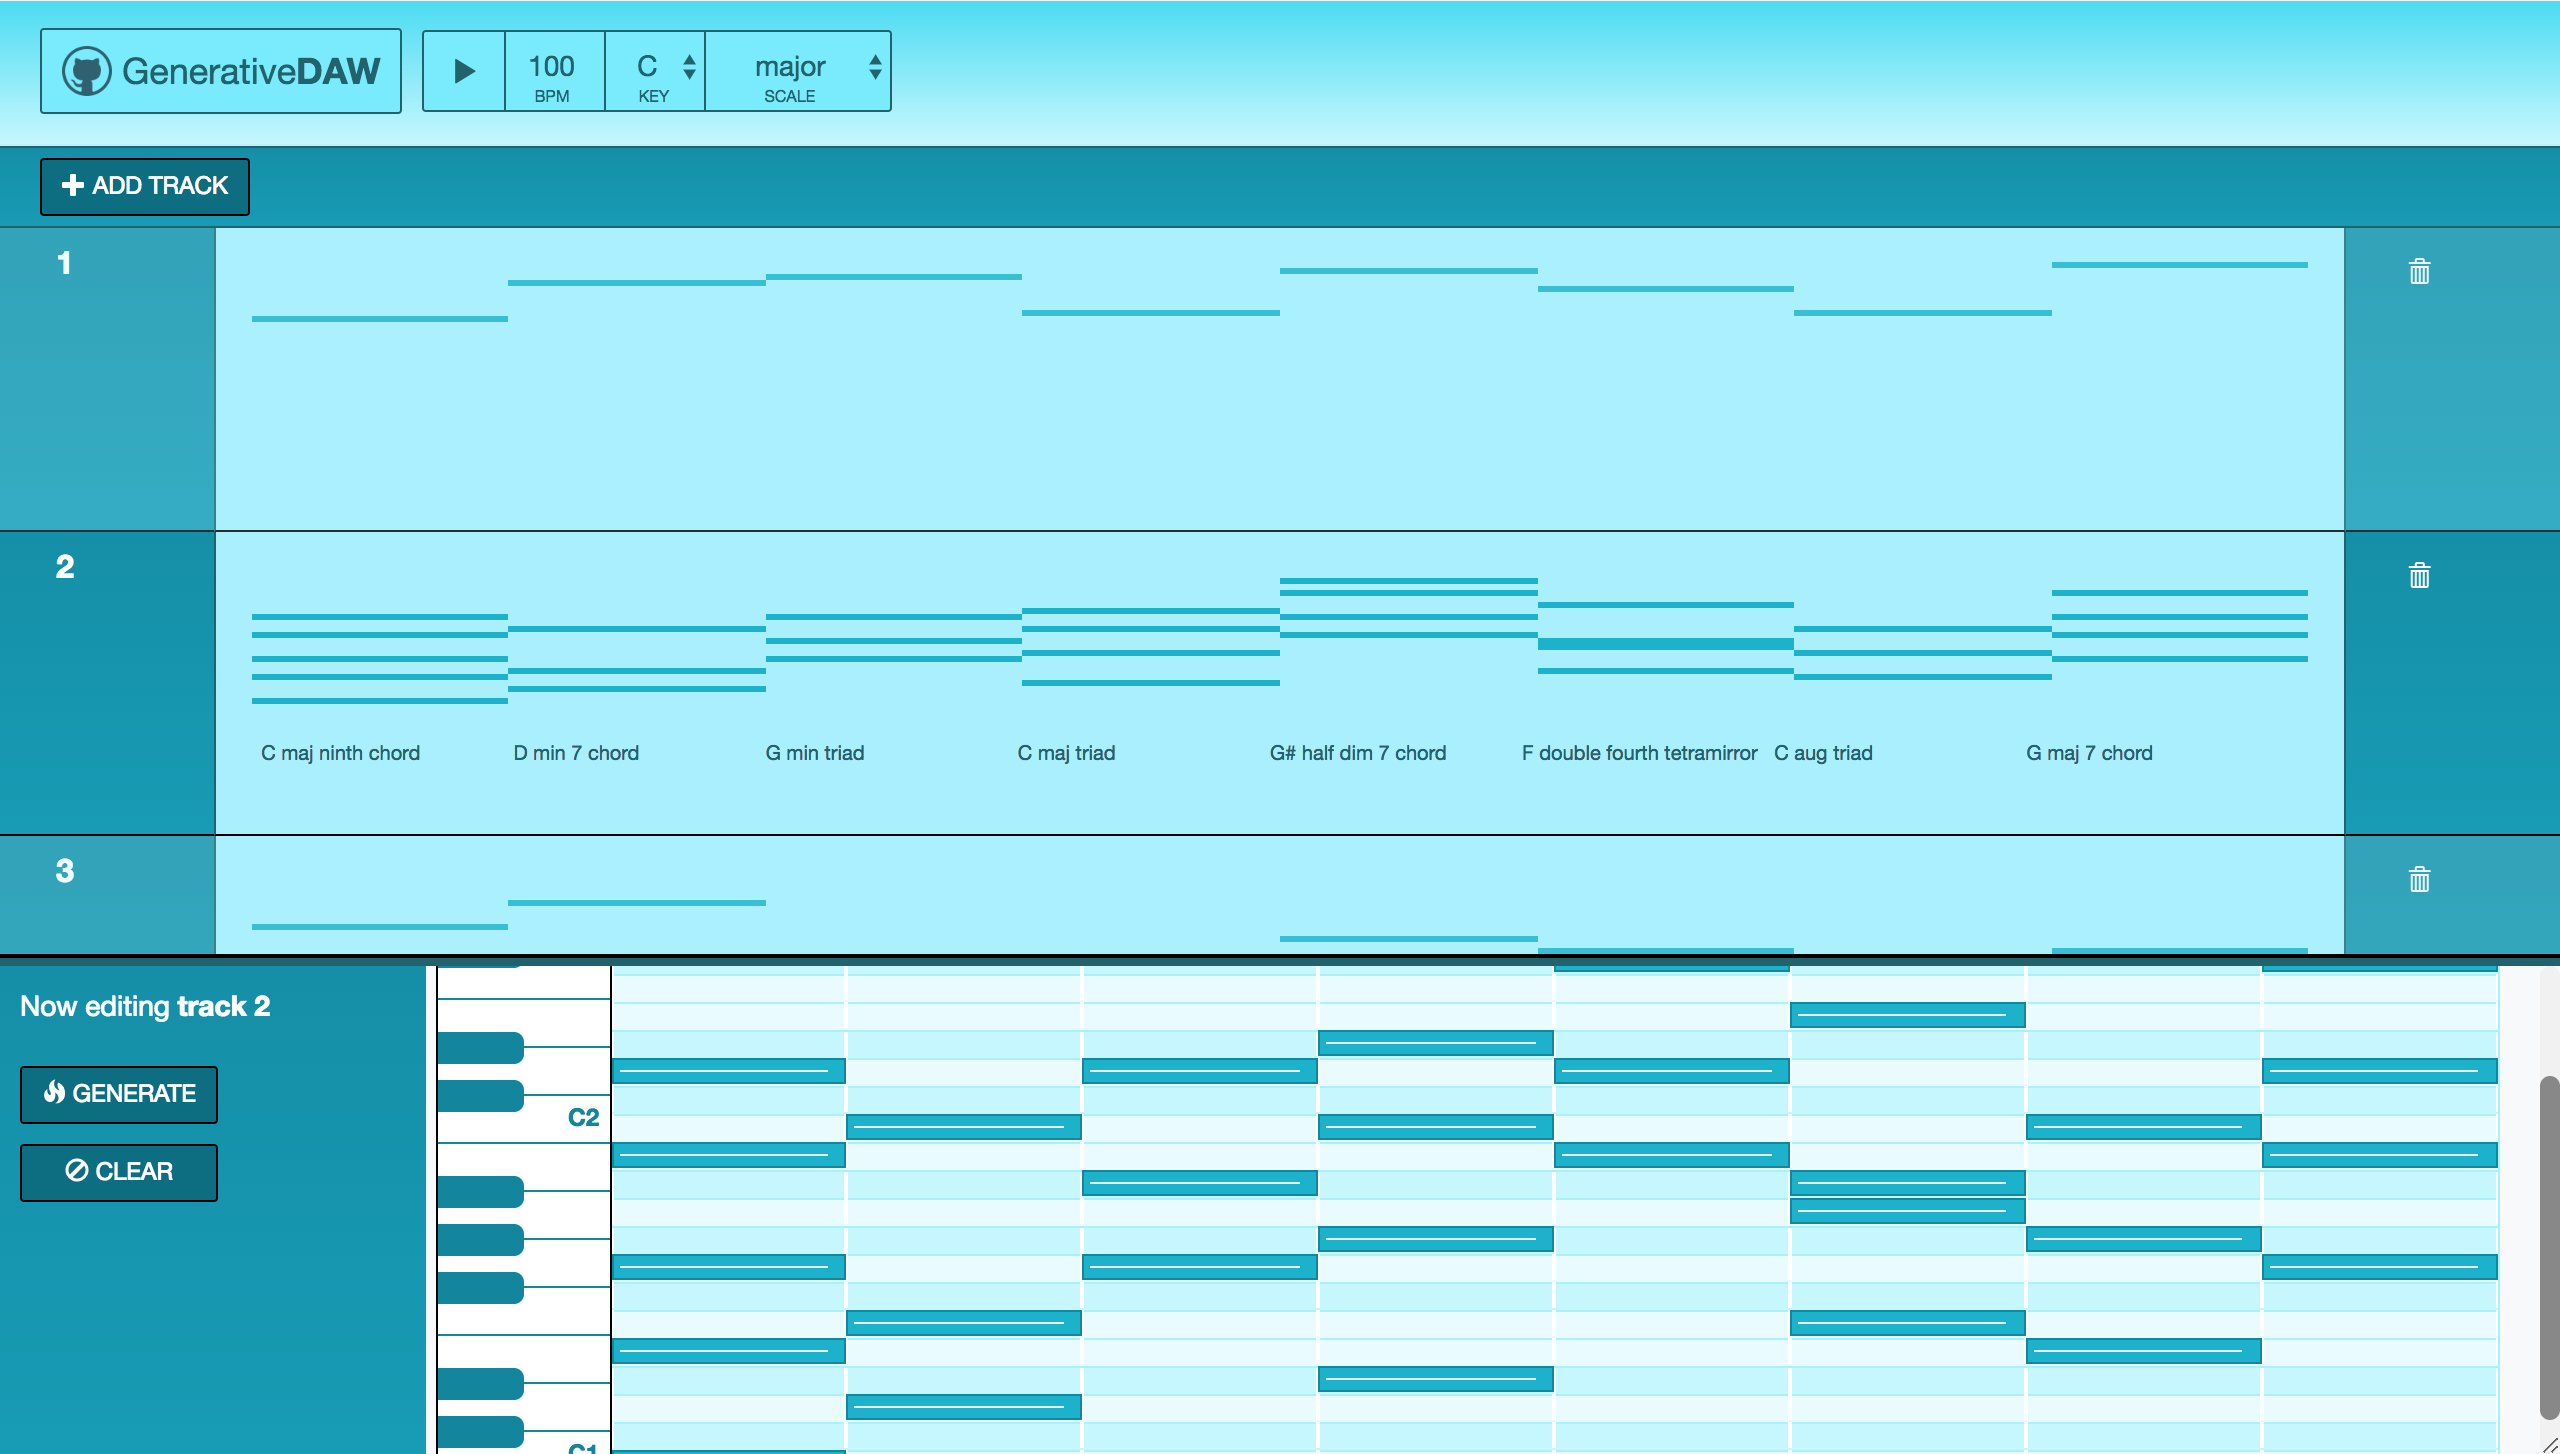 GenerativeDAW
100
BPM
C
KEY
major
SCALE
ADD TRACK
1
2
C maj ninth chord
D min 7 chord
G min triad
C maj triad
G# half dim 7 chord
F double fourth tetramirror
C aug triad
G maj 7 chord
3
Now editing track 2
GENERATE
CLEAR
C2
C1